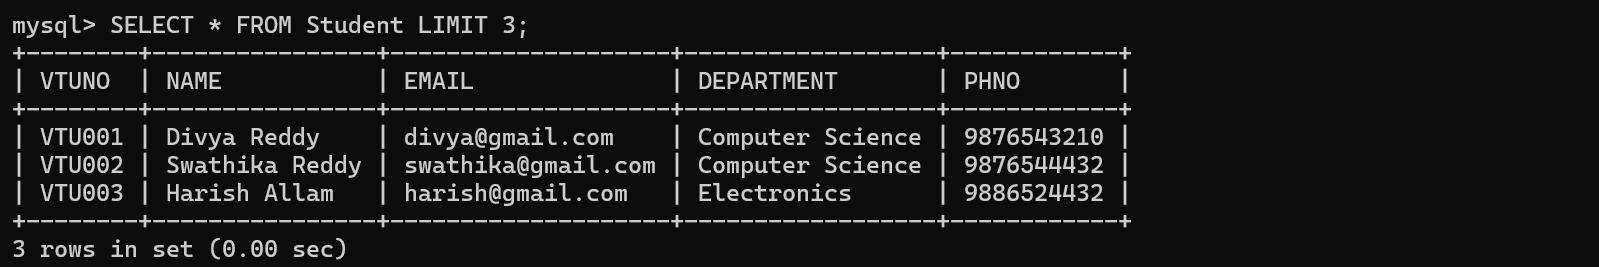 mysql> SELECT * FROM Student LIMIT 3;
+--------+----------------+--------------------+------------------+------------+
| VTUNO  | NAME           | EMAIL              | DEPARTMENT       | PHNO       |
+--------+----------------+--------------------+------------------+------------+
| VTU001 | Divya Reddy    | divya@gmail.com    | Computer Science | 9876543210 |
| VTU002 | Swathika Reddy | swathika@gmail.com | Computer Science | 9876544432 |
| VTU003 | Harish Allam   | harish@gmail.com   | Electronics      | 9886524432 |
+--------+----------------+--------------------+------------------+------------+
3 rows in set (0.00 sec)